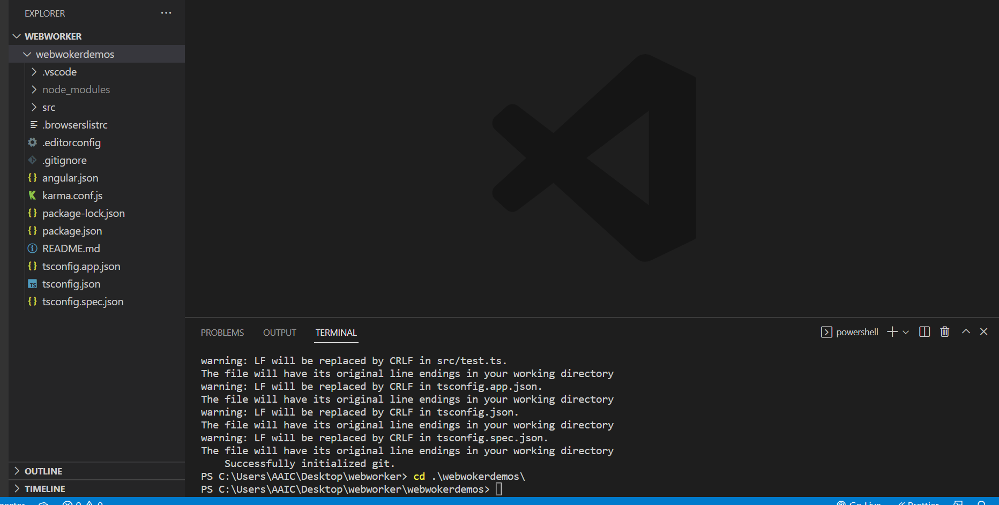 EXPLORER
WEBWORKER
webwokerdemos
.vscode
node_modules
src
.browserslistrc
.editorconfig
.gitignore
angular.json
karma.conf.js
package-lock.json
package.json
README.md
tsconfig.app.json
TS tsconfig.json
tsconfig.spec.json
OUTLINE
TIMELINE
PROBLEMS OUTPUT TERMINAL
powershell
warning: LF will be replaced by CRLF in src/test.ts.
The file will have its original line endings in your working directory
warning: LF will be replaced by CRLF in tsconfig.app.json.
The file will have its original line endings in your working directory
warning: LF will be replaced by CRLF in tsconfig.json.
The file will have its original line endings in your working directory
warning: LF will be replaced by CRLF in tsconfig.spec.json.
The file will have its original line endings in your working directory
Successfully initialized git.
PS C:\Users\AAIC\Desktop\webworker> cd .\webwokerdemos\
PS C:\Users\AAIC\Desktop\webworker\webwokerdemos>
0 0 Go Live Prettier